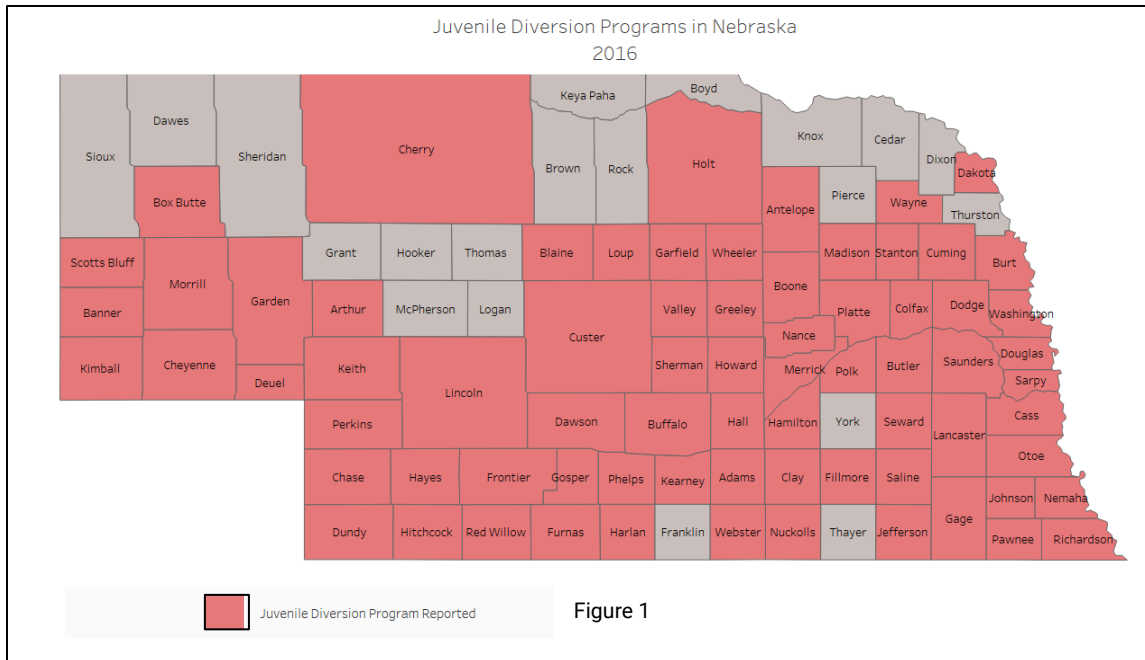 Juvenile Diversion Programs in Nebraska
2016
Keya Paha
Boyd
Dawes
Knox
Cedar
Sioux
Sheridan
Cherry
Brown
Rock
Holt
Dixon
Dakota
Box Butte
Antelope
Pierce
Wayne
Thurston
Scotts Bluff
Grant
Hooker
Thomas
Blaine
Loup
Garfield
Wheeler
Madison
Stanton
Cuming
Burt
Morrill
Garden
Boone
Banner
Arthur
McPherson
Logan
Valley
Greeley
Platte
Colfax
Dodge
Washington
Custer
Nance
Kimball
Cheyenne
Keith
Lincoln
Sherman
Howard
Merrick
Polk
Butler
Saunders
Douglas
Deuel
Sarpy
Perkins
Dawson
Buffalo
Hall
Hamilton
York
Seward
Lancaster
Cass
Otoe
Chase
Hayes
Frontier
Gosper
Phelps
Kearney
Adams
Clay
Fillmore
Saline
Johnson
Nemaha
Dundy
Hitchcock
Red Willow
Furnas
Harlan
Franklin
Webster
Nuckolls
Thayer
Jefferson
Gage
Pawnee
Richardson
Juvenile Diversion Program Reported
Figure 1